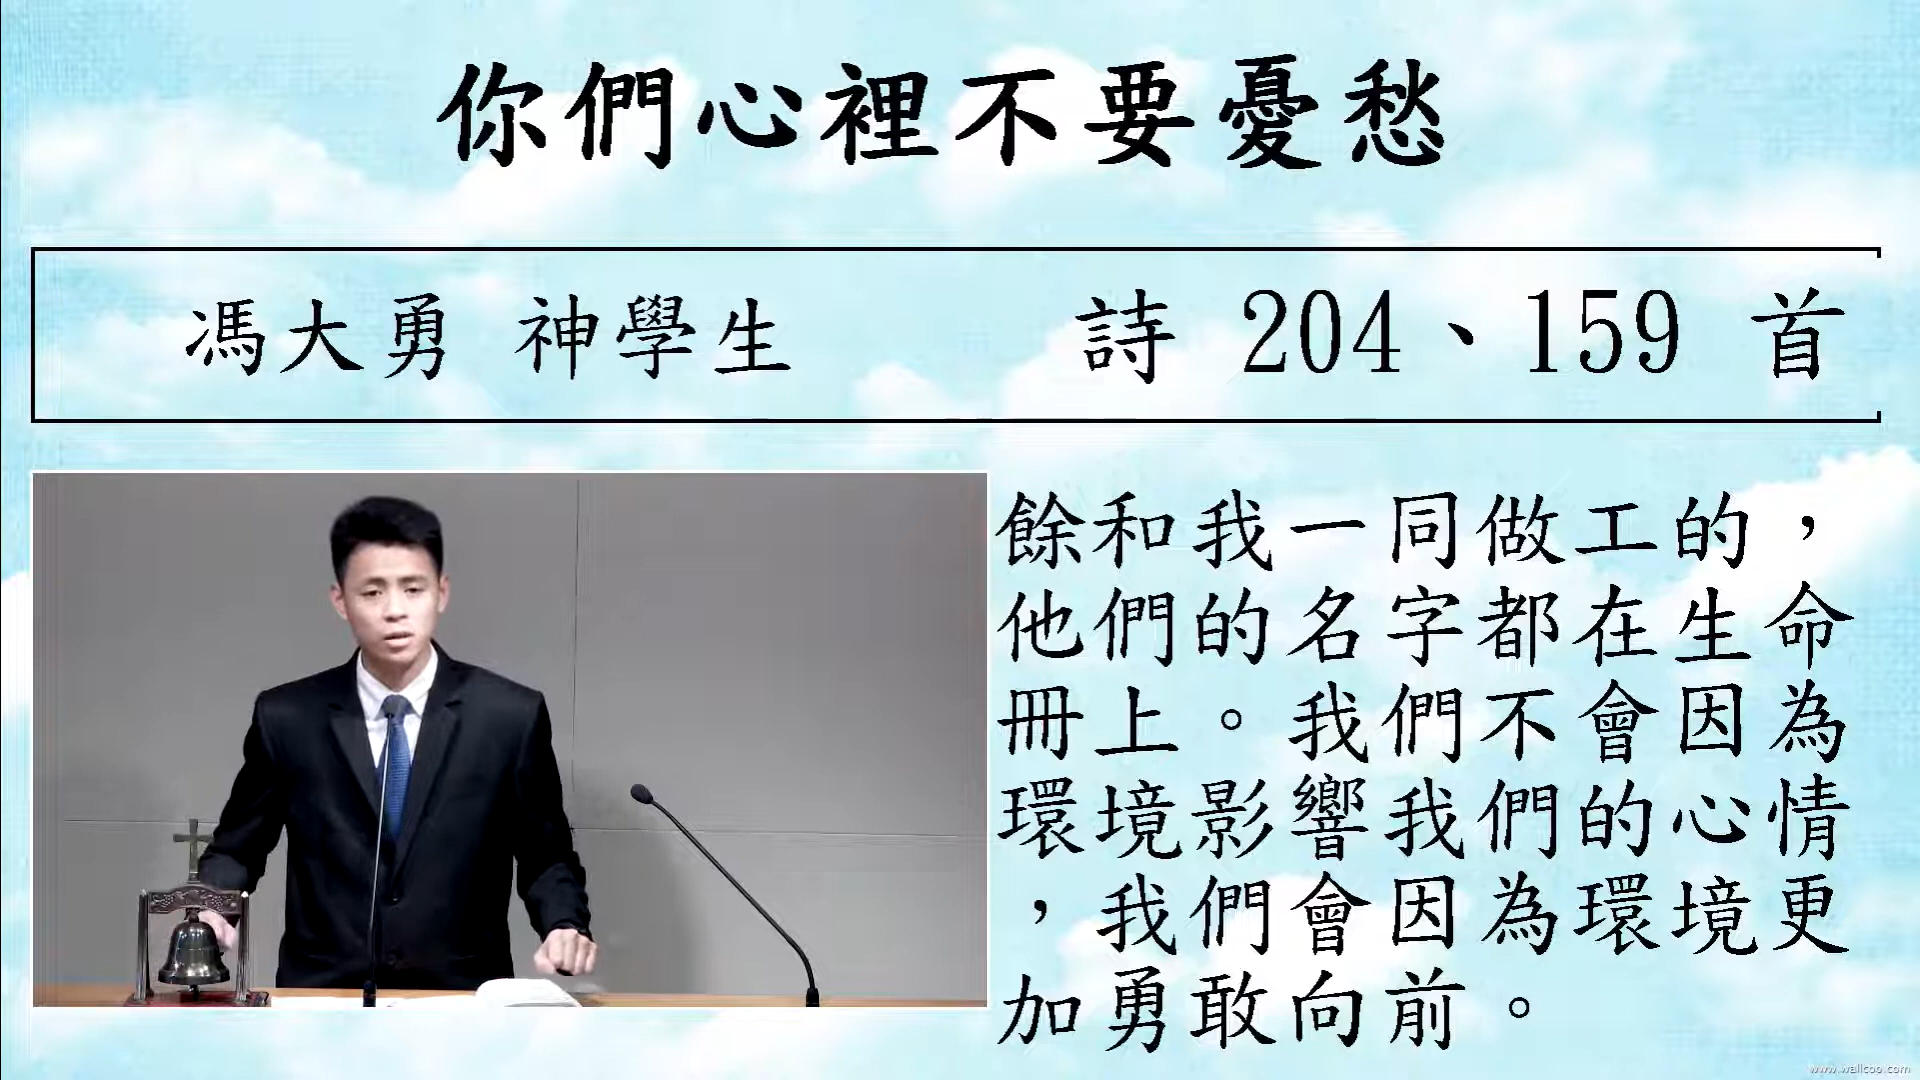 你們心裡不要憂愁
馮大勇 神學生 詩 204、159 首
餘和我一同做工的，
他們的名字都在生命
冊上。我們不會因為
環境影響我們的心情
，我們會因為環境更
加勇敢向前。
www.wallcoo.com